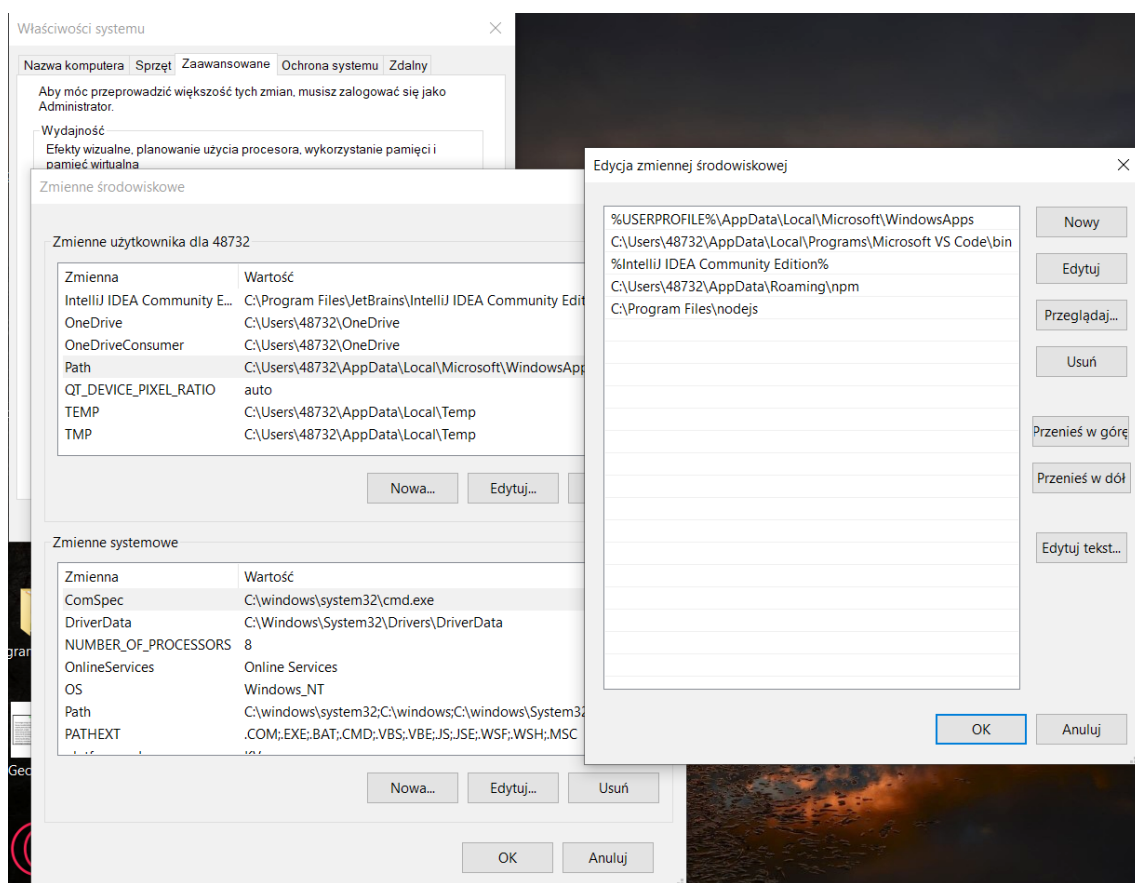 Właściwości systemu
Nazwa komputera Sprzęt Zaawansowane Ochrona systemu Zdalny
Aby móc przeprowadzić większość tych zmian, musisz zalogować się jako
Administrator.
Wydajność
Efekty wizualne, planowanie użycia procesora, wykorzystanie pamięci i
pamięć wirtualna
Zmienne środowiskowe
Zmienne użytkownika dla 48732
Zmienna Wartość
IntelliJ IDEA Community E... C:\Program Files\JetBrains\IntelliJ IDEA Community Edit
OneDrive C:\Users\48732\OneDrive
OneDriveConsumer C:\Users\48732\OneDrive
Path C:\Users\48732\AppData\Local\Microsoft\WindowsApp
QT_DEVICE_PIXEL_RATIO auto
TEMP C:\Users\48732\AppData\Local\Temp
TMP C:\Users\48732\AppData\Local\Temp
Nowa... Edytuj...
Zmienne systemowe
Zmienna Wartość
ComSpec C:\windows\system32\cmd.exe
DriverData C:\Windows\System32\Drivers\DriverData
NUMBER_OF_PROCESSORS 8
OnlineServices Online Services
OS Windows_NT
Path C:\windows\system32;C:\windows;C:\windows\System32
PATHEXT .COM;.EXE;.BAT;.CMD;.VBS;.VBE;.JS;.JSE;.WSF;.WSH;.MSC
Nowa... Edytuj... Usuń
OK Anuluj
Edycja zmiennej środowiskowej
%USERPROFILE%\AppData\Local\Microsoft\WindowsApps
C:\Users\48732\AppData\Local\Programs\Microsoft VS Code\bin
%IntelliJ IDEA Community Edition%
C:\Users\48732\AppData\Roaming\npm
C:\Program Files\nodejs
Nowy
Edytuj
Przeglądaj...
Usuń
Przenieś w górę
Przenieś w dół
Edytuj tekst...
OK Anuluj
gran
Geo